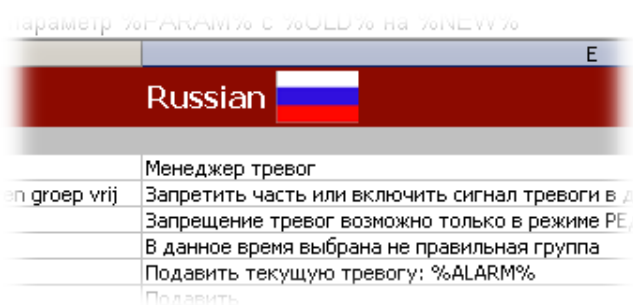 параметр %PARAM% с %OLD% на %NEW%
E
Russian
Менеджер тревог
en groep vrij Запретить часть или включить сигнал тревоги в
Запрещение тревог возможно только в режиме РЕД
В данное время выбрана не правильная группа
Подавить текущую тревогу: %ALARM%
Подавить